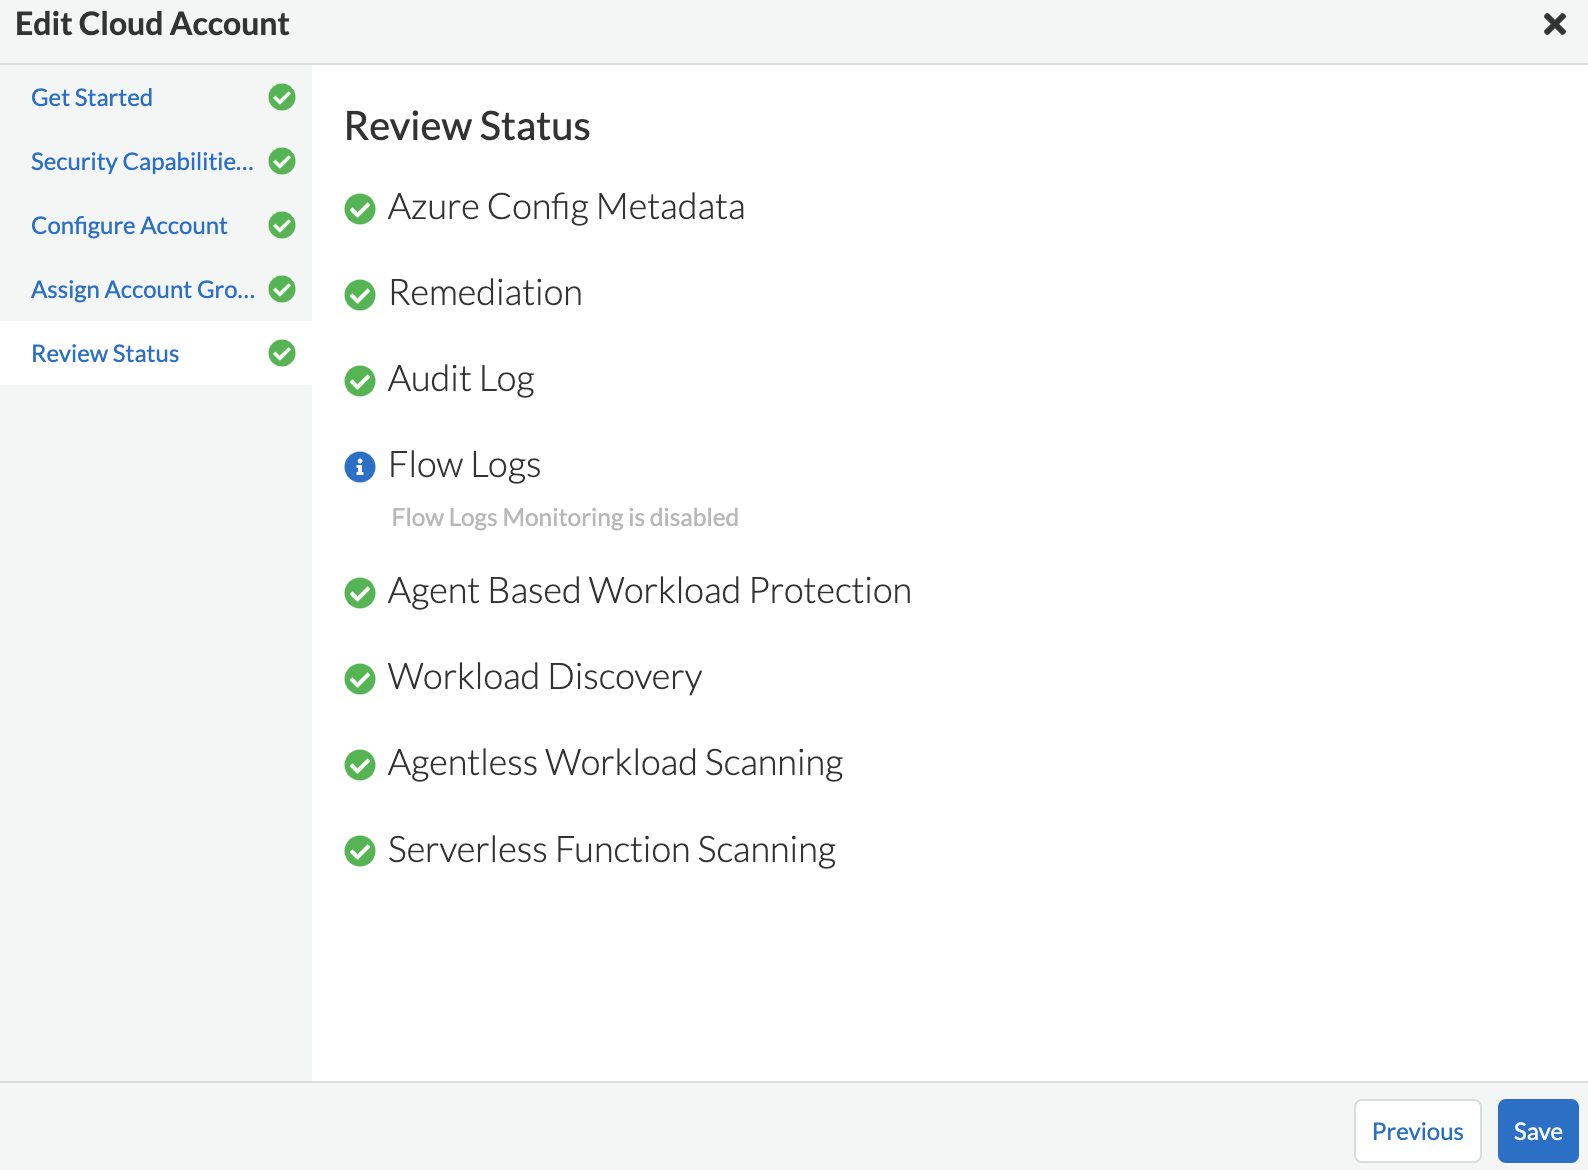 Edit Cloud Account
Get Started
Security Capabilitie...
Configure Account
Assign Account Gro...
Review Status
Review Status
Azure Config Metadata
Remediation
Audit Log
Flow Logs
Flow Logs Monitoring is disabled
Agent Based Workload Protection
Workload Discovery
Agentless Workload Scanning
Serverless Function Scanning
Previous
Save